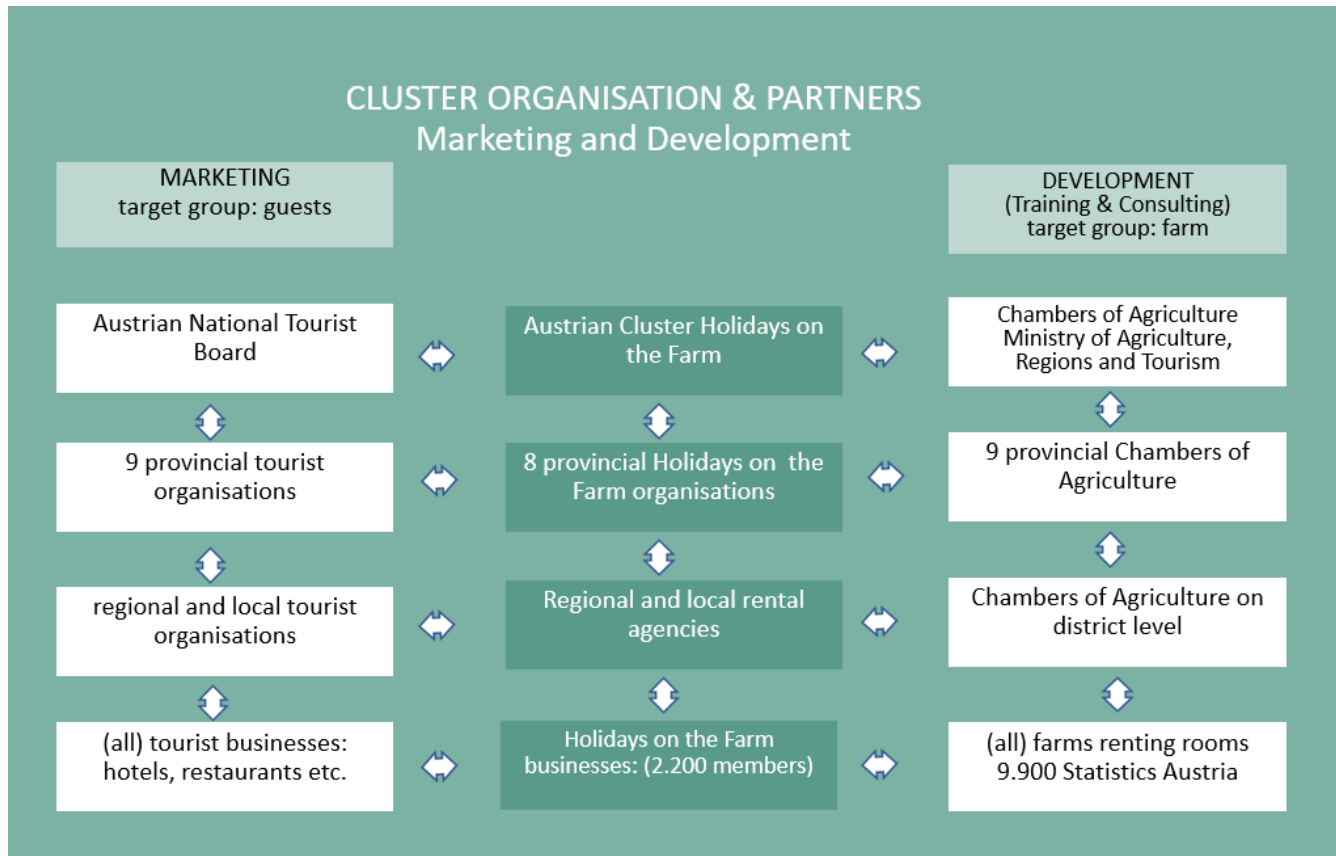 CLUSTER ORGANISATION & PARTNERS
Marketing and Development
MARKETING
target group: guests
DEVELOPMENT
(Training & Consulting)
target group: farm
Austrian National Tourist
Board
Austrian Cluster Holidays on
the Farm
Chambers of Agriculture
Ministry of Agriculture,
Regions and Tourism
9 provincial tourist
organisations
8 provincial Holidays on the
Farm organisations
9 provincial Chambers of
Agriculture
regional and local tourist
organisations
Regional and local rental
agencies
Chambers of Agriculture on
district level
(all) tourist businesses:
hotels, restaurants etc.
Holidays on the Farm
businesses: (2.200 members)
(all) farms renting rooms
9.900 Statistics Austria